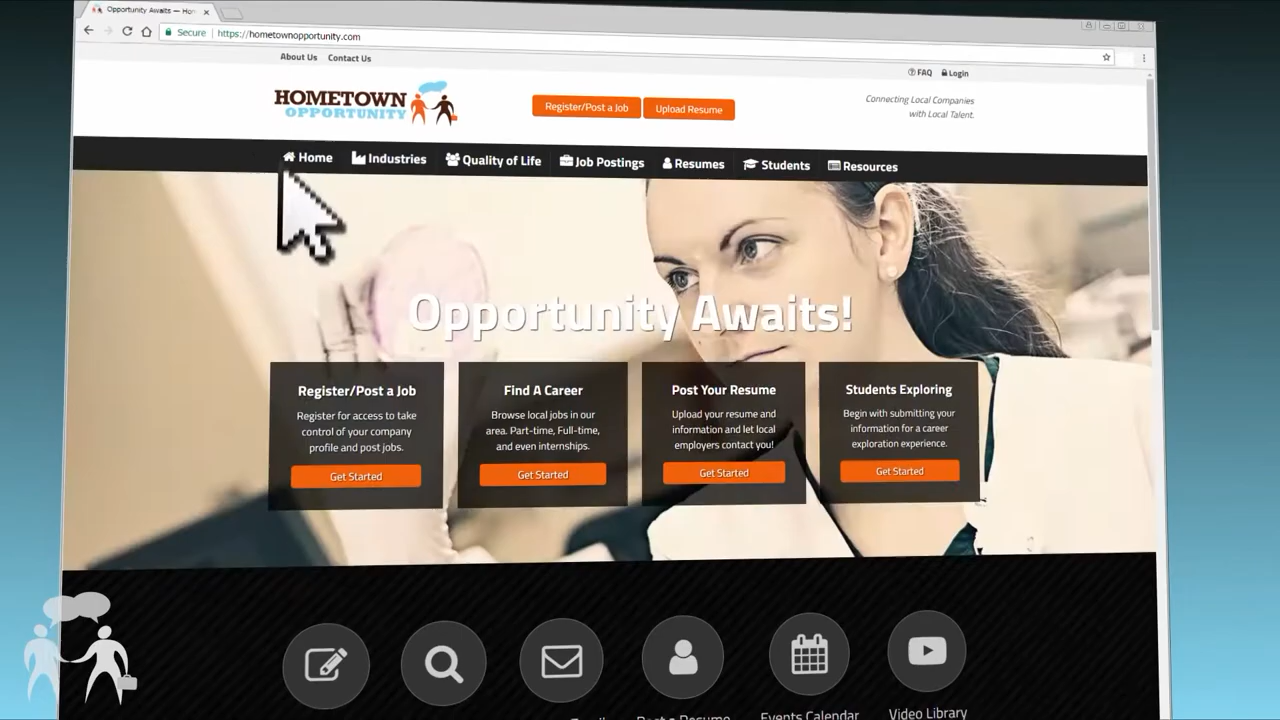 Opportunity Awaits — Hom
Secure https://hometownopportunity.com
About Us Contact Us
FAQ Login
HOMETOWN
OPPORTUNITY
Register/Post a Job Upload Resume
Connecting Local Companies
with Local Talent.
Home Industries Quality of Life Job Postings Resumes Students Resources
Opportunity Awaits!
Register/Post a Job
Register for access to take
control of your company
profile and post jobs.
Get Started
Find A Career
Browse local jobs in our
area. Part-time, Full-time,
and even internships.
Get Started
Post Your Resume
Upload your resume and
information and let local
employers contact you!
Get Started
Students Exploring
Begin with submitting your
information for a career
exploration experience.
Get Started
Post a Resume Events Calendar Video Library